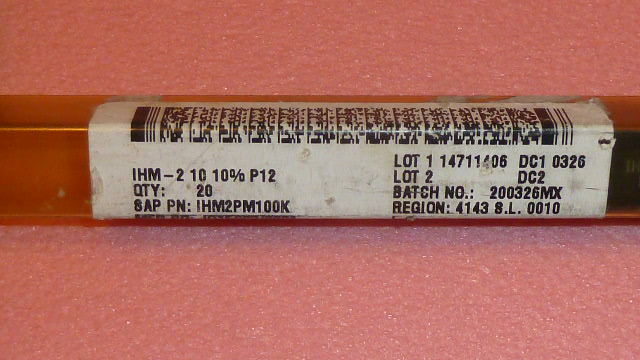 IHM-2 10 10% P12
QTY: 20
SAP PN: IHM2PM100K
LOT 1 14711406 DC1 0326
LOT 2 DC2
BATCH NO.: 200326MX
REGION: 4143 S.L. 0010